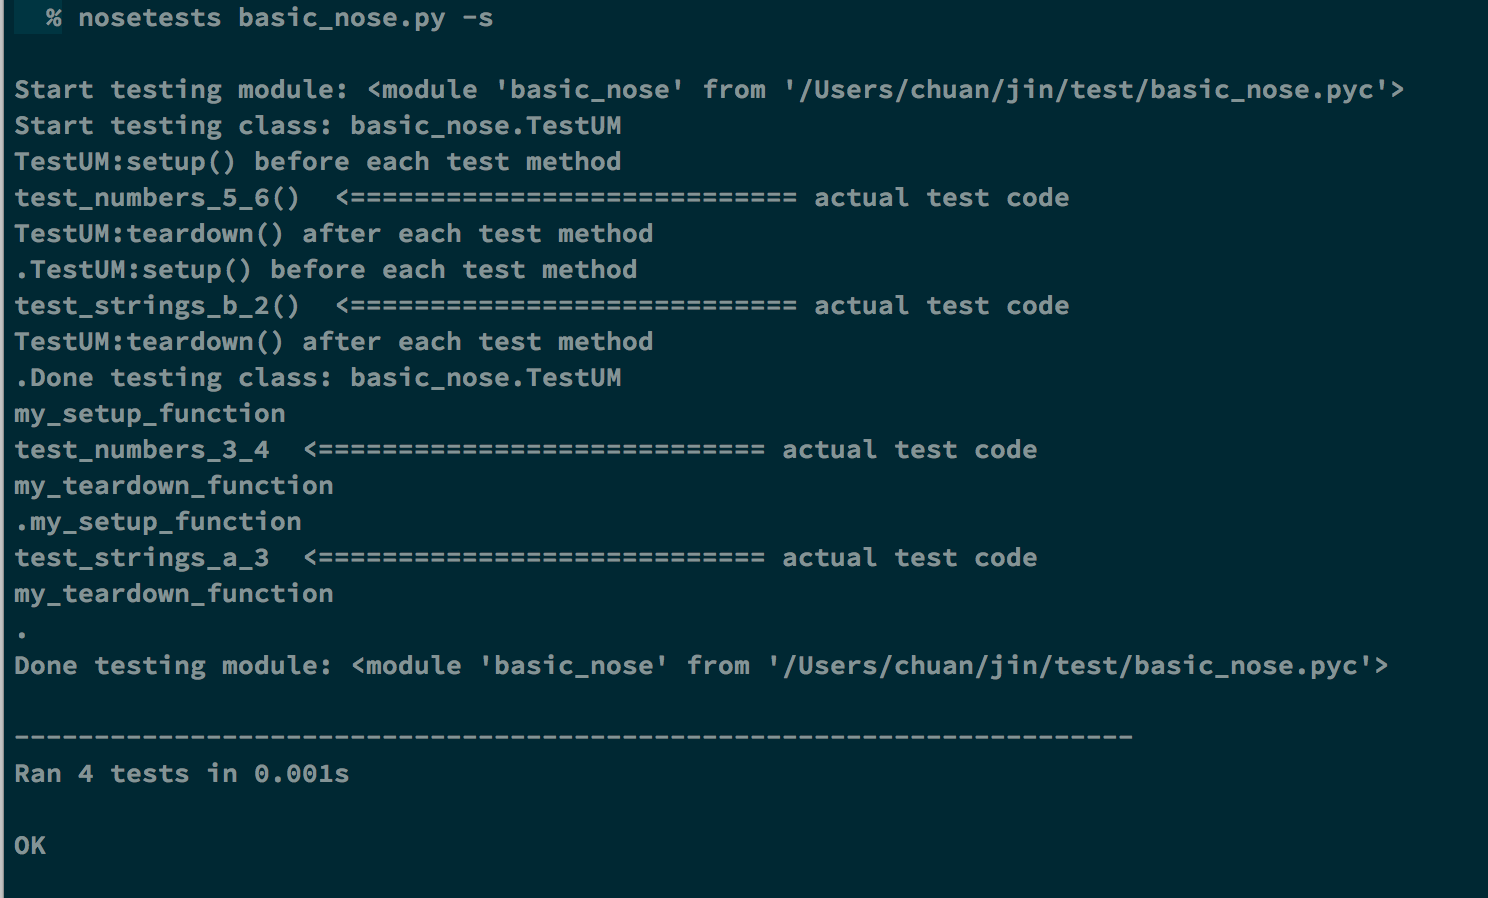 % nosetests basic_nose.py -s
Start testing module: <module 'basic_nose' from '/Users/chuan/jin/test/basic_nose.pyc'>
Start testing class: basic_nose.TestUM
TestUM:setup() before each test method
test_numbers_5_6()  <============================ actual test code
TestUM:teardown() after each test method
.TestUM:setup() before each test method
test_strings_b_2()  <============================ actual test code
TestUM:teardown() after each test method
.Done testing class: basic_nose.TestUM
my_setup_function
test_numbers_3_4  <============================ actual test code
my_teardown_function
.my_setup_function
test_strings_a_3  <============================ actual test code
my_teardown_function
.
Done testing module: <module 'basic_nose' from '/Users/chuan/jin/test/basic_nose.pyc'>
----------------------------------------------------------------------
Ran 4 tests in 0.001s
OK